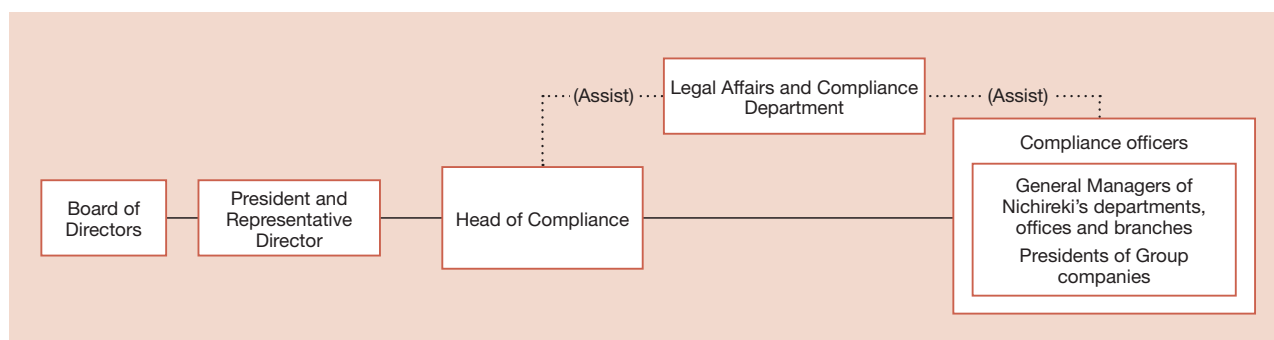 Board of
Directors
President and
Representative
Director
Head of Compliance
(Assist)
Legal Affairs and Compliance
Department
(Assist)
Compliance officers
General Managers of
Nichireki’s departments,
offices and branches
Presidents of Group
companies